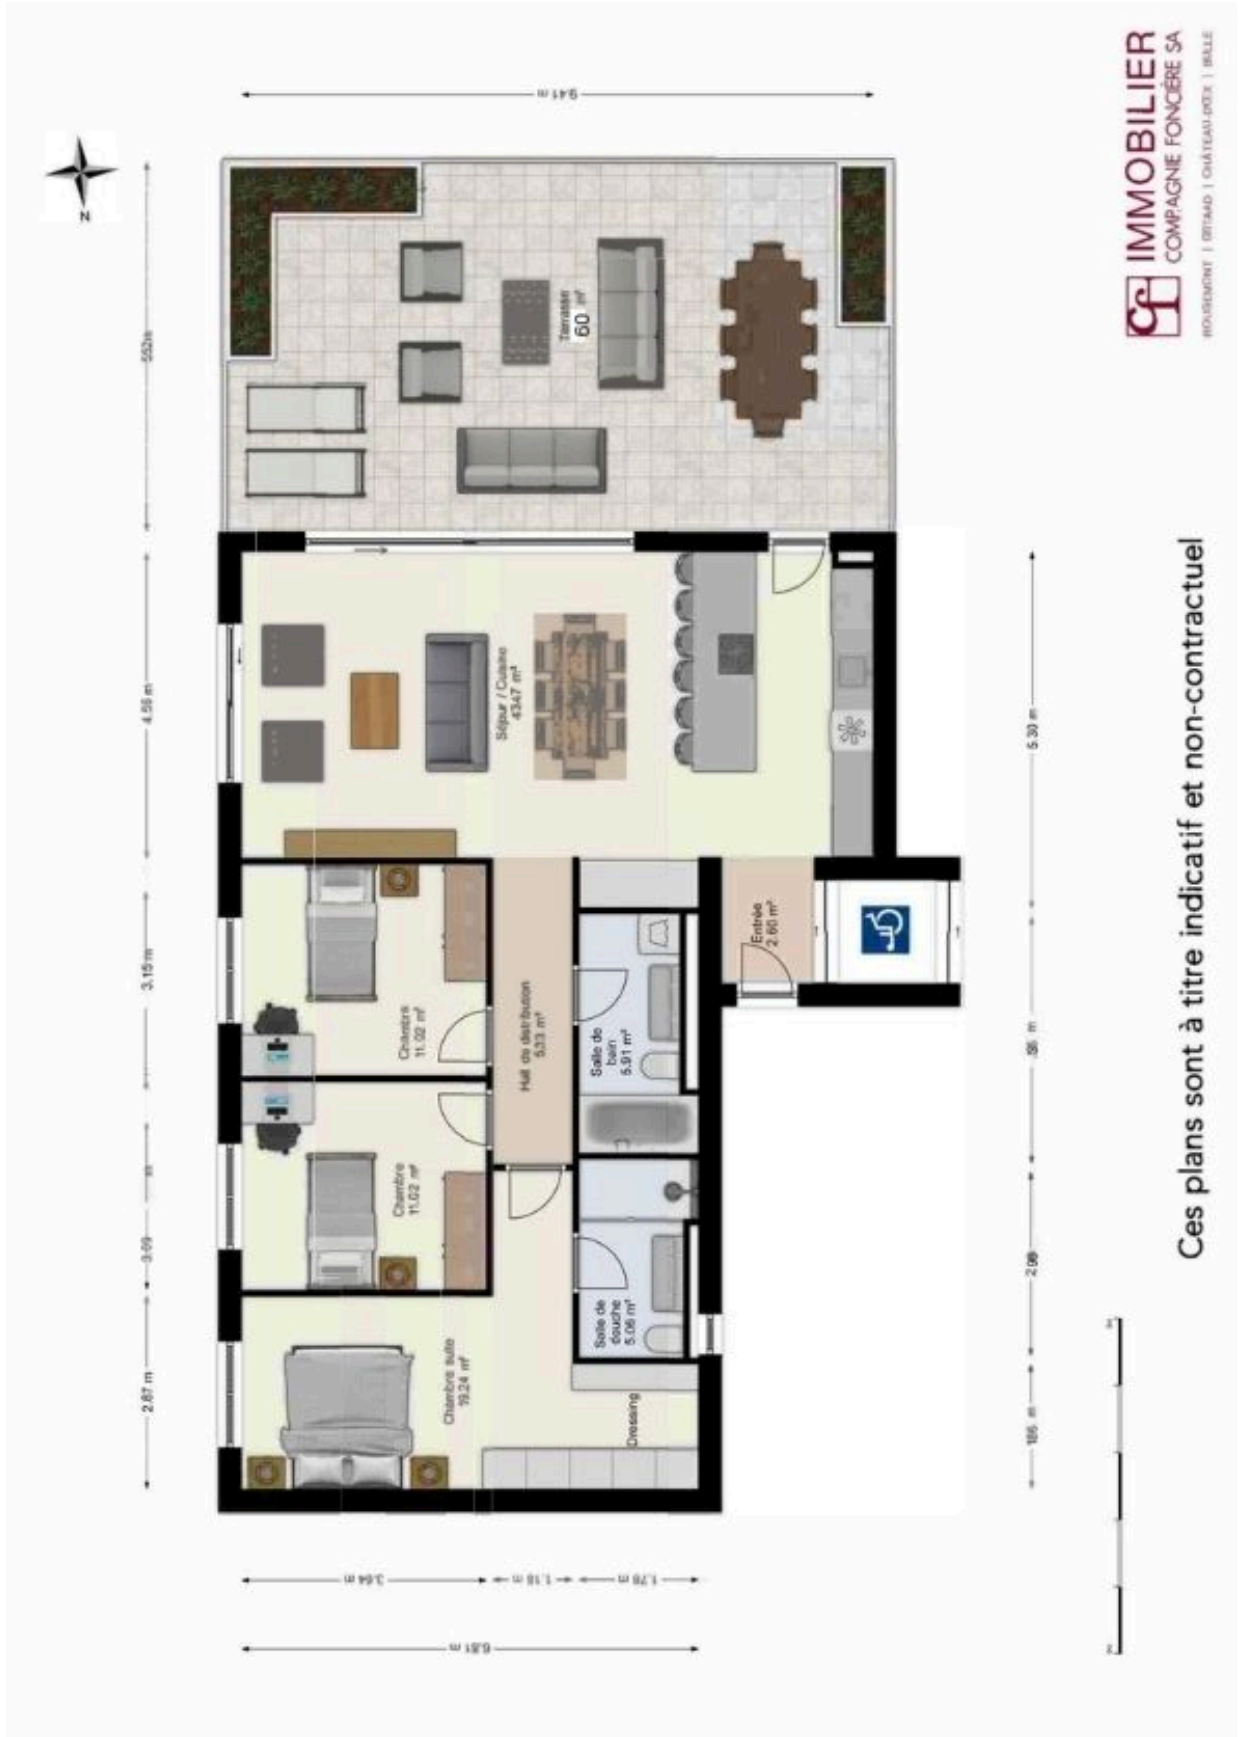 IMMOBILIER
COMPAGNIE FONCIÈRE SA
ROUGEMONT | GSTAAD | CHÂTEAU-D'ŒX | BULLE
9.41 m
N
Terrasse
60 m²
4.56 m
Séjour / Cuisine
43.47 m²
5.30 m
3.15 m
Chambre
11.02 m²
Hall de distribution
5.33 m²
Salle de
bain
5.91 m²
Entrée
2.60 m²
3.09
Chambre
11.02 m²
Salle de
douche
5.06 m²
2.98
2.87 m
Chambre suite
19.24 m²
Dressing
3.64 m
1.18 m
1.78 m
6.81 m
Ces plans sont à titre indicatif et non-contractuel